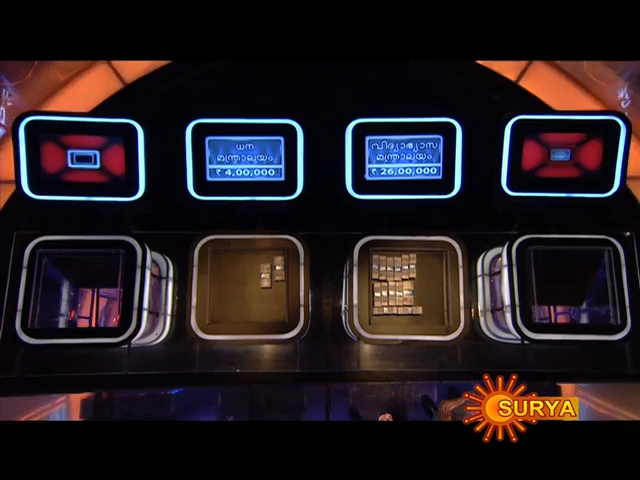 ധന
മന്ത്രാലയം
₹ 4,00,000
വിദ്യാഭ്യാസ
മന്ത്രാലയം
₹ 26,00,000
SURYA